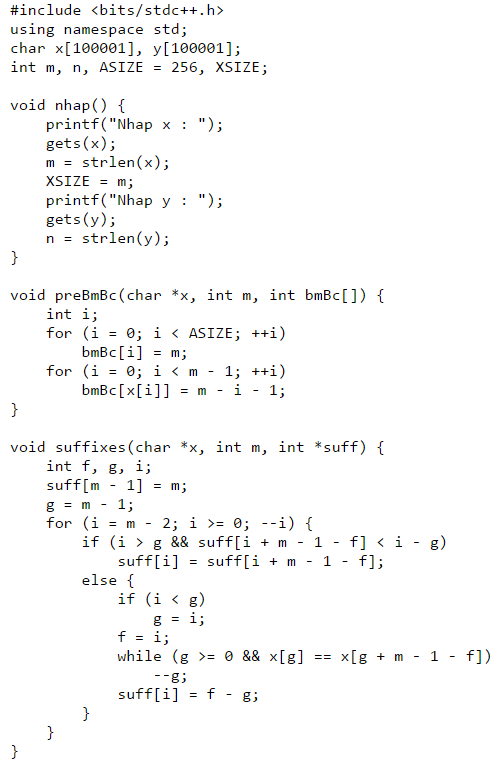 #include <bits/stdc++.h>
using namespace std;
char x[100001], y[100001];
int m, n, ASIZE = 256, XSIZE;

void nhap() {
    printf("Nhap x : ");
    gets(x);
    m = strlen(x);
    XSIZE = m;
    printf("Nhap y : ");
    gets(y);
    n = strlen(y);
}

void preBmBc(char *x, int m, int bmBc[]) {
    int i;
    for (i = 0; i < ASIZE; ++i)
        bmBc[i] = m;
    for (i = 0; i < m - 1; ++i)
        bmBc[x[i]] = m - i - 1;
}

void suffixes(char *x, int m, int *suff) {
    int f, g, i;
    suff[m - 1] = m;
    g = m - 1;
    for (i = m - 2; i >= 0; --i) {
        if (i > g && suff[i + m - 1 - f] < i - g)
            suff[i] = suff[i + m - 1 - f];
        else {
            if (i < g)
                g = i;
            f = i;
            while (g >= 0 && x[g] == x[g + m - 1 - f])
                --g;
            suff[i] = f - g;
        }
    }
}